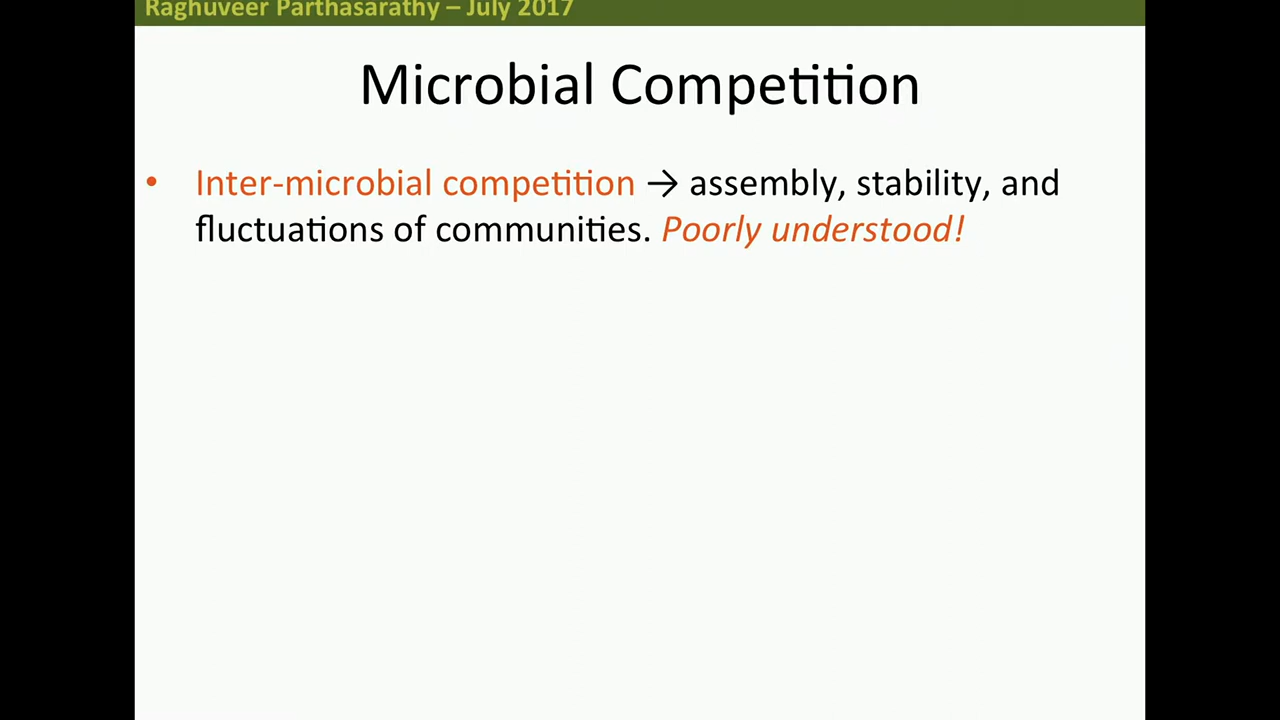 Raghuveer Parthasarathy – July 2017
Microbial Competition
• Inter-microbial competition → assembly, stability, and
fluctuations of communities. Poorly understood!